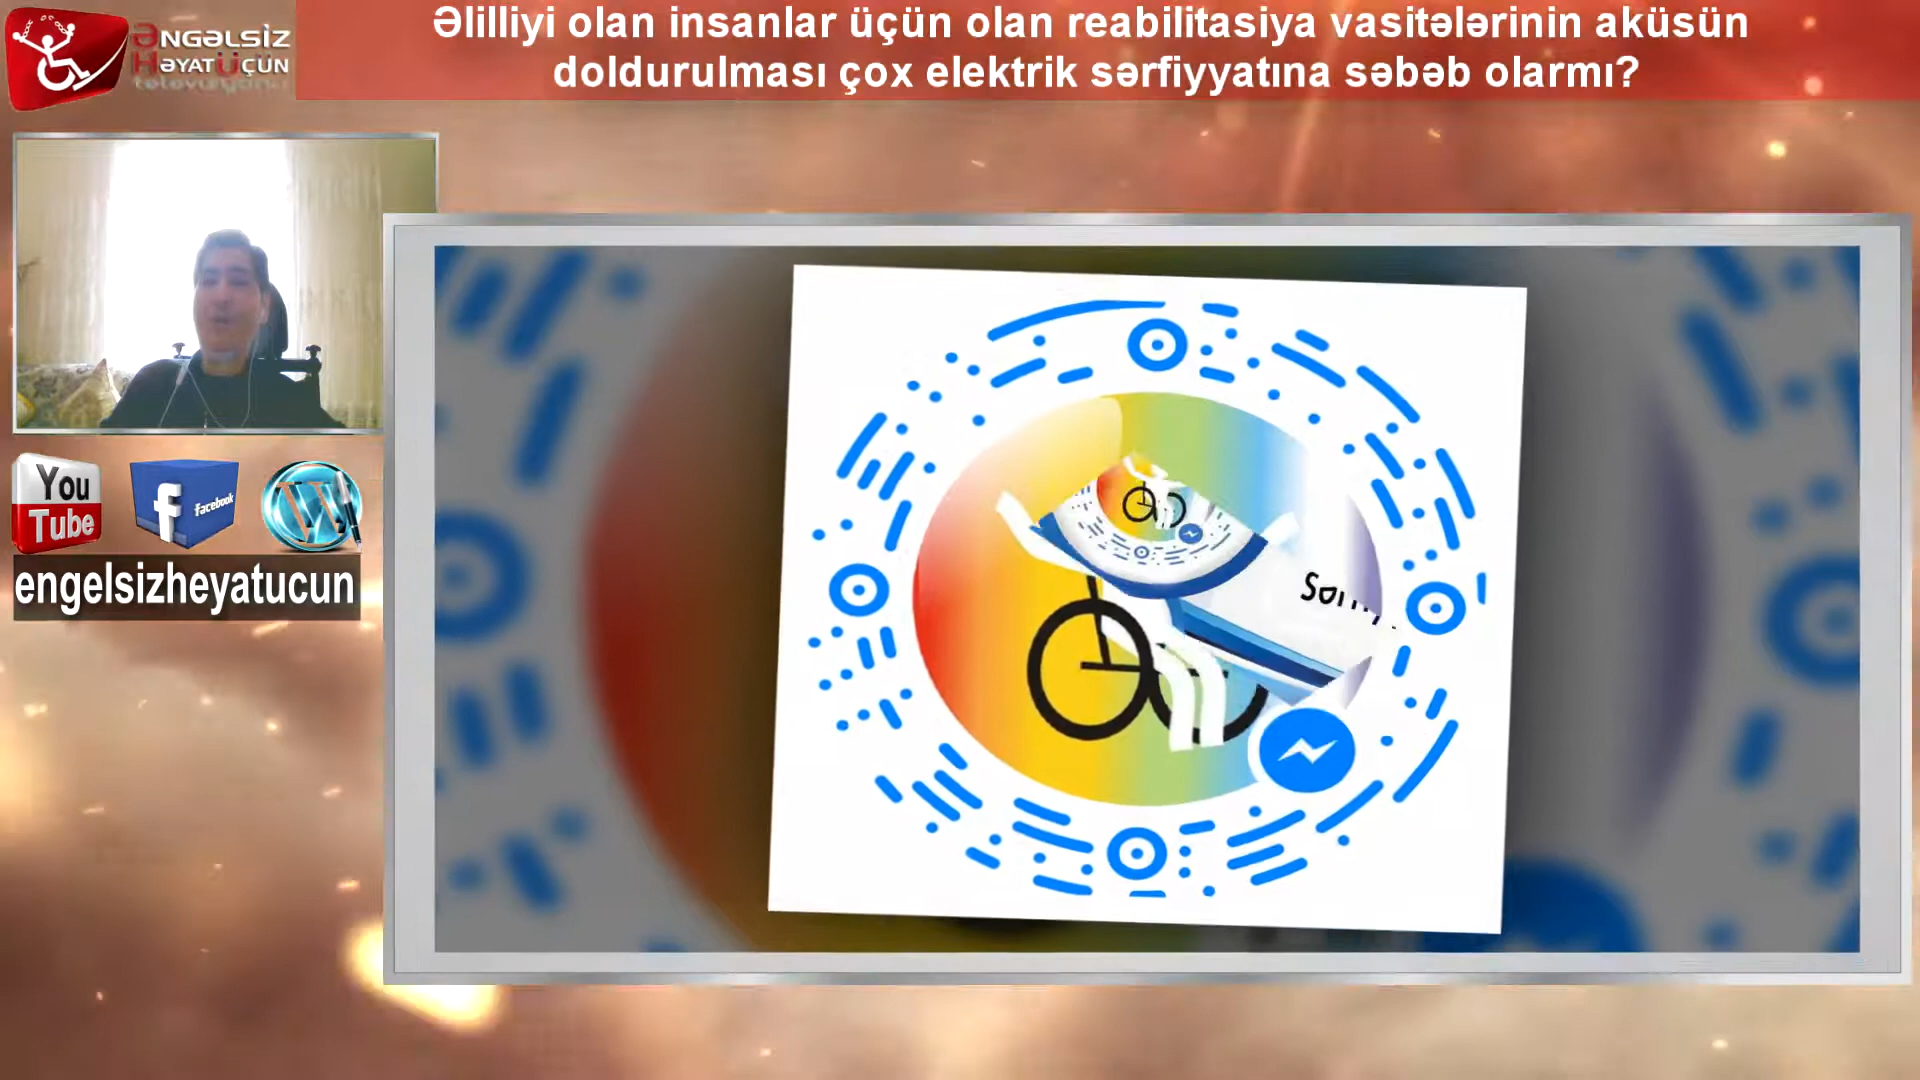 Əlilliyi olan insanlar üçün olan reabilitasiya vasitələrinin aküsün
doldurulması çox elektrik sərfiyyatına səbəb olarmı?
ƏNGƏLSİZ
HƏYAT ÜÇÜN
televiziyası
You
Tube
f
facebook
W
engelsizheyatucun